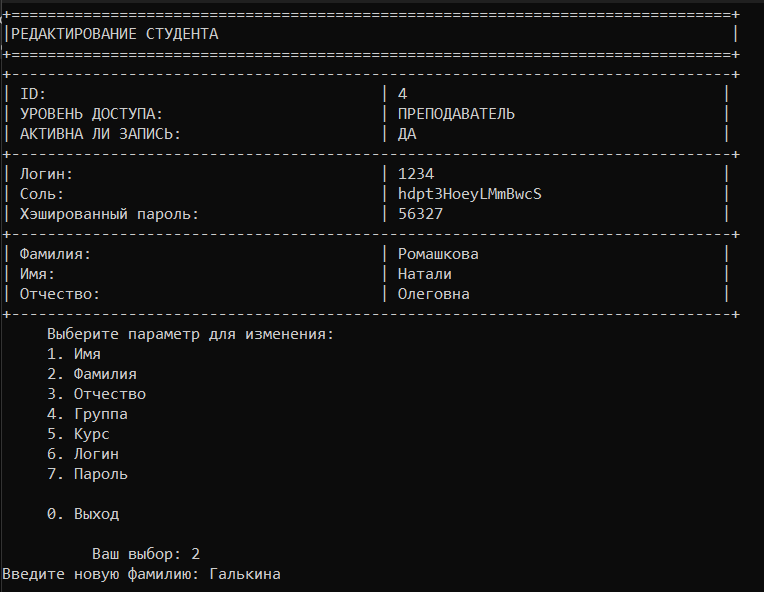 +===============================================================================+
|РЕДАКТИРОВАНИЕ СТУДЕНТА |
+===============================================================================+
+-------------------------------------------------------------------------------+
| ID: | 4 |
| УРОВЕНЬ ДОСТУПА: | ПРЕПОДАВАТЕЛЬ |
| АКТИВНА ЛИ ЗАПИСЬ: | ДА |
+-------------------------------------------------------------------------------+
| Логин: | 1234 |
| Соль: | hdpt3HoeyLMmBwcS |
| Хэшированный пароль: | 56327 |
+-------------------------------------------------------------------------------+
| Фамилия: | Ромашкова |
| Имя: | Натали |
| Отчество: | Олеговна |
+-------------------------------------------------------------------------------+
Выберите параметр для изменения:
1. Имя
2. Фамилия
3. Отчество
4. Группа
5. Курс
6. Логин
7. Пароль
0. Выход
Ваш выбор: 2
Введите новую фамилию: Галькина